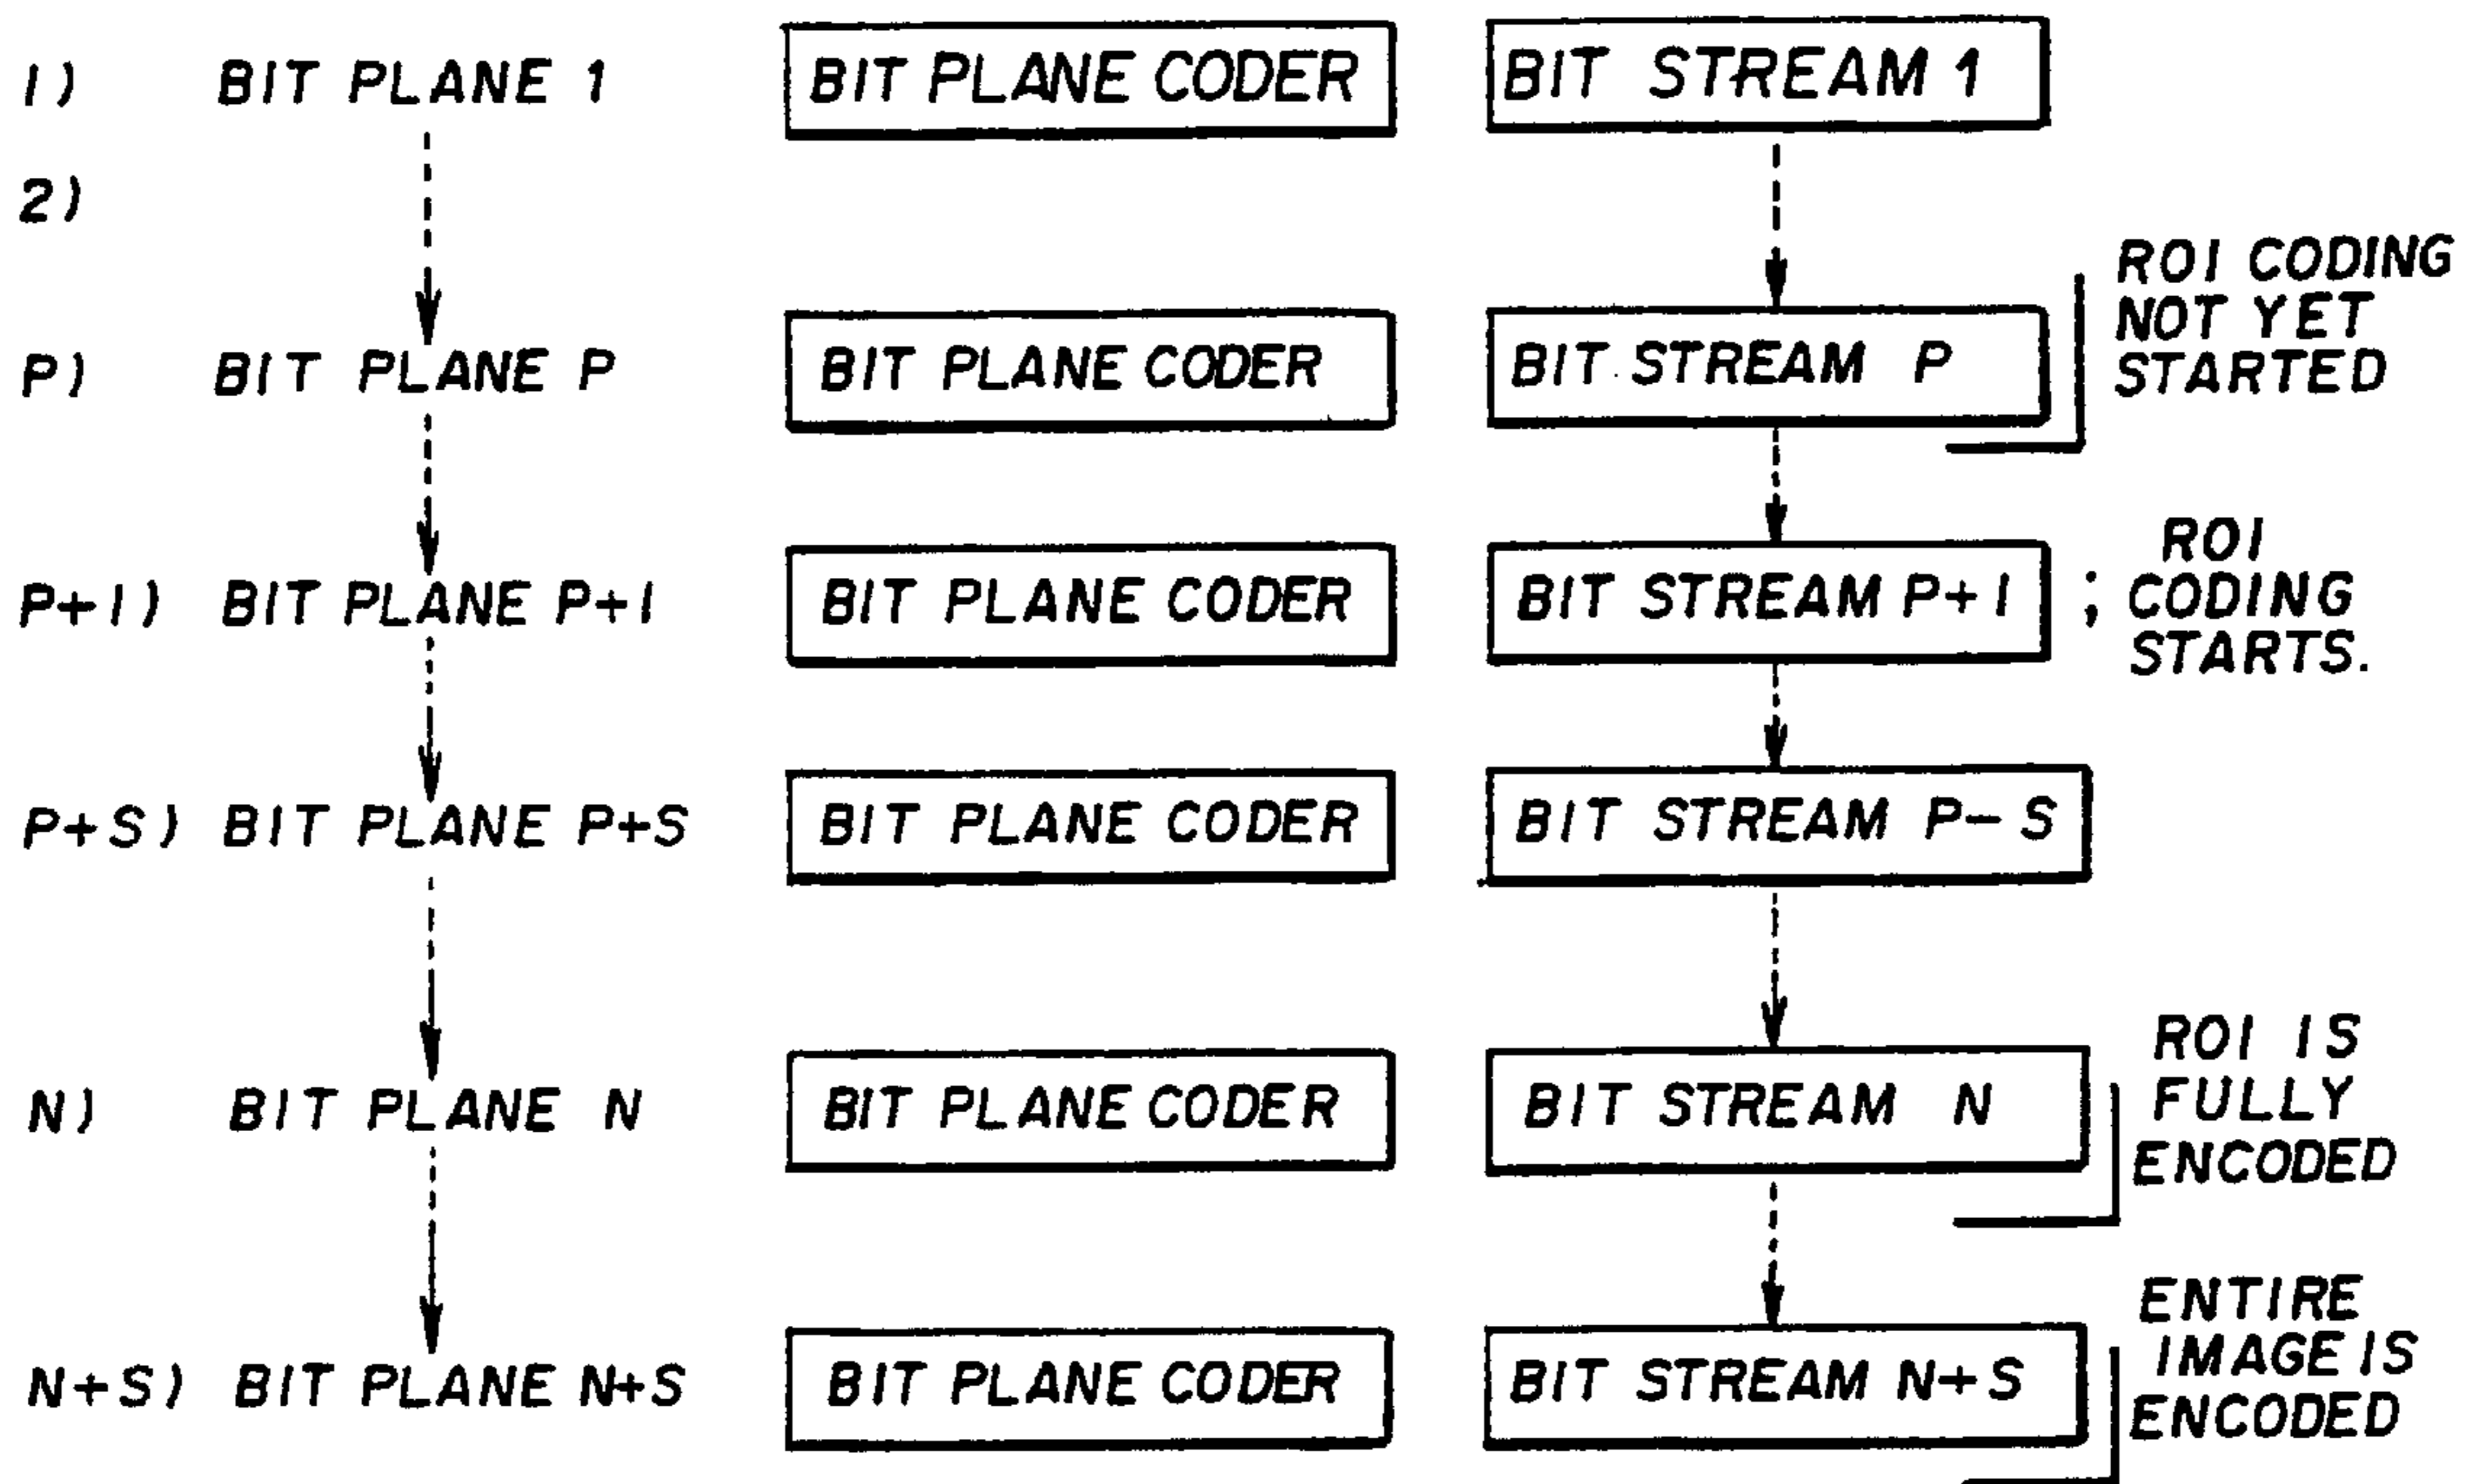 1) BIT PLANE 1 BIT PLANE CODER BIT STREAM 1
2)
P) BIT PLANE P BIT PLANE CODER BIT STREAM P
ROI CODING
NOT YET
STARTED
P+1) BIT PLANE P+1 BIT PLANE CODER BIT STREAM P+1 ;
ROI
CODING
STARTS.
P+S) BIT PLANE P+S BIT PLANE CODER BIT STREAM P-S
N) BIT PLANE N BIT PLANE CODER BIT STREAM N
ROI IS
FULLY
ENCODED
N+S) BIT PLANE N+S BIT PLANE CODER BIT STREAM N+S
ENTIRE
IMAGE IS
ENCODED